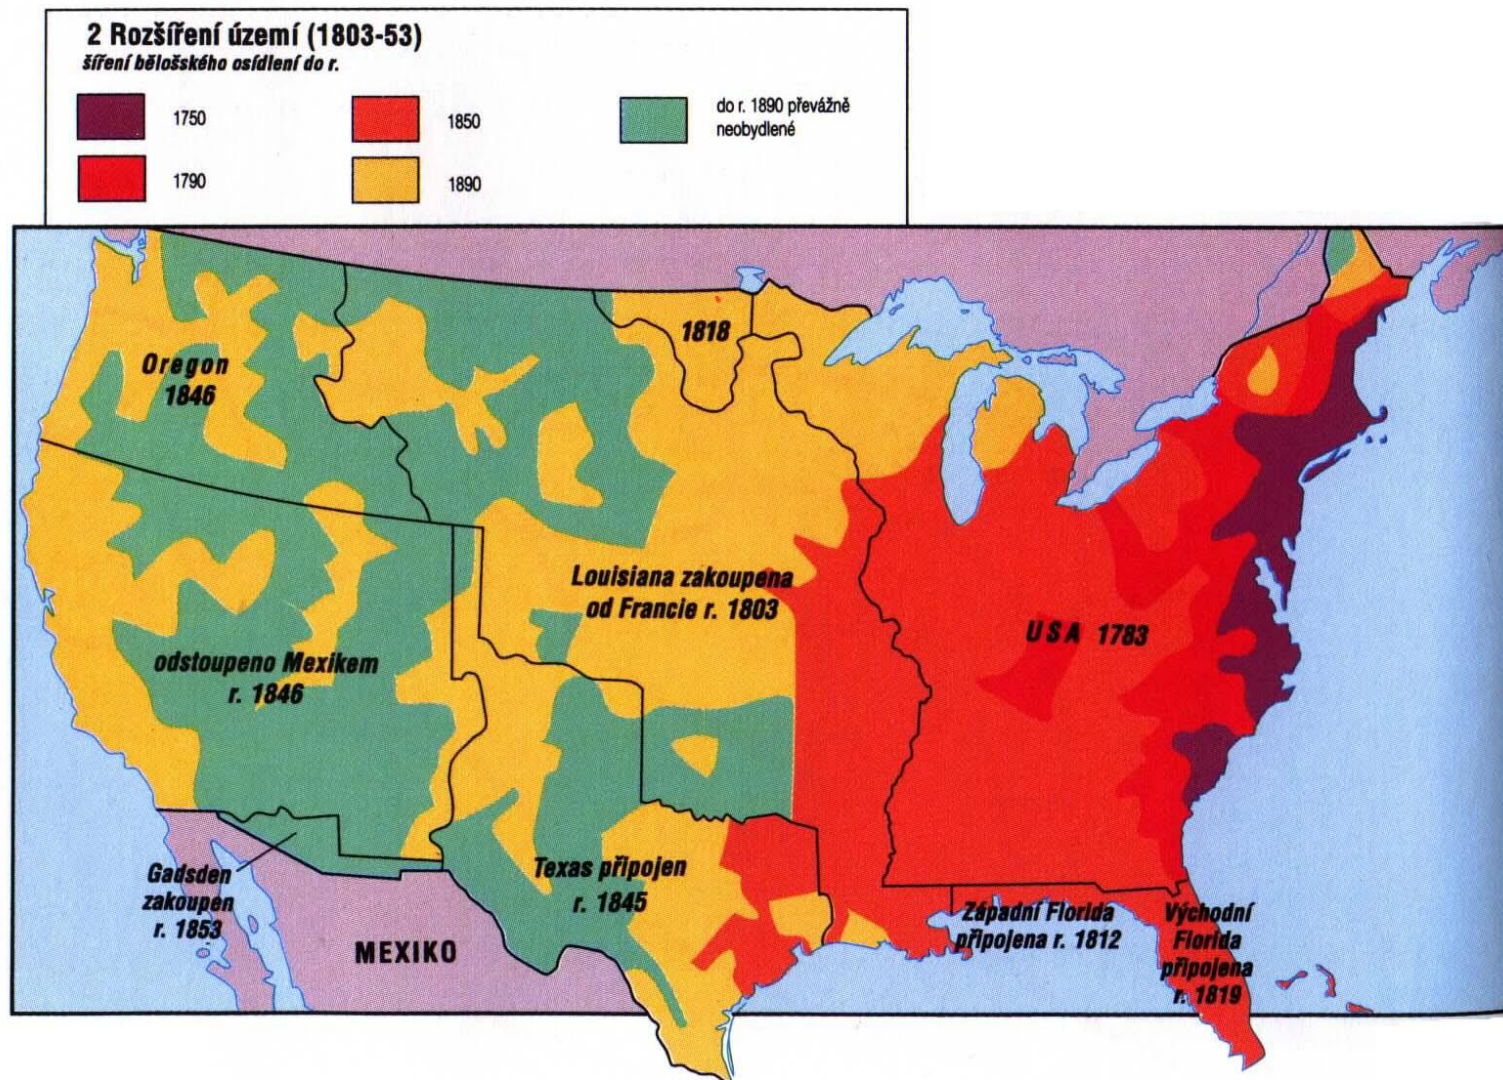 2 Rozšíření území (1803-53)
šíření bělošského osídlení do r.
1750
1790
1850
1890
do r. 1890 převážně
neobydlené
1818
Oregon
1846
Louisiana zakoupena
od Francie r. 1803
USA 1783
odstoupeno Mexikem
r. 1846
Gadsden
zakoupen
r. 1853
MEXIKO
Texas připojen
r. 1845
Západní Florida
připojena r. 1812
Východní
Florida
připojena
r. 1819